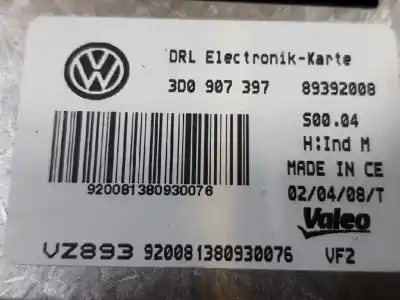 DRL Electronik-Karte
3D0 907 397 89392008
S00.04
H:Ind M
MADE IN CE
920081380930076
02/04/08/T
Valeo
VZ893 920081380930076 VF2